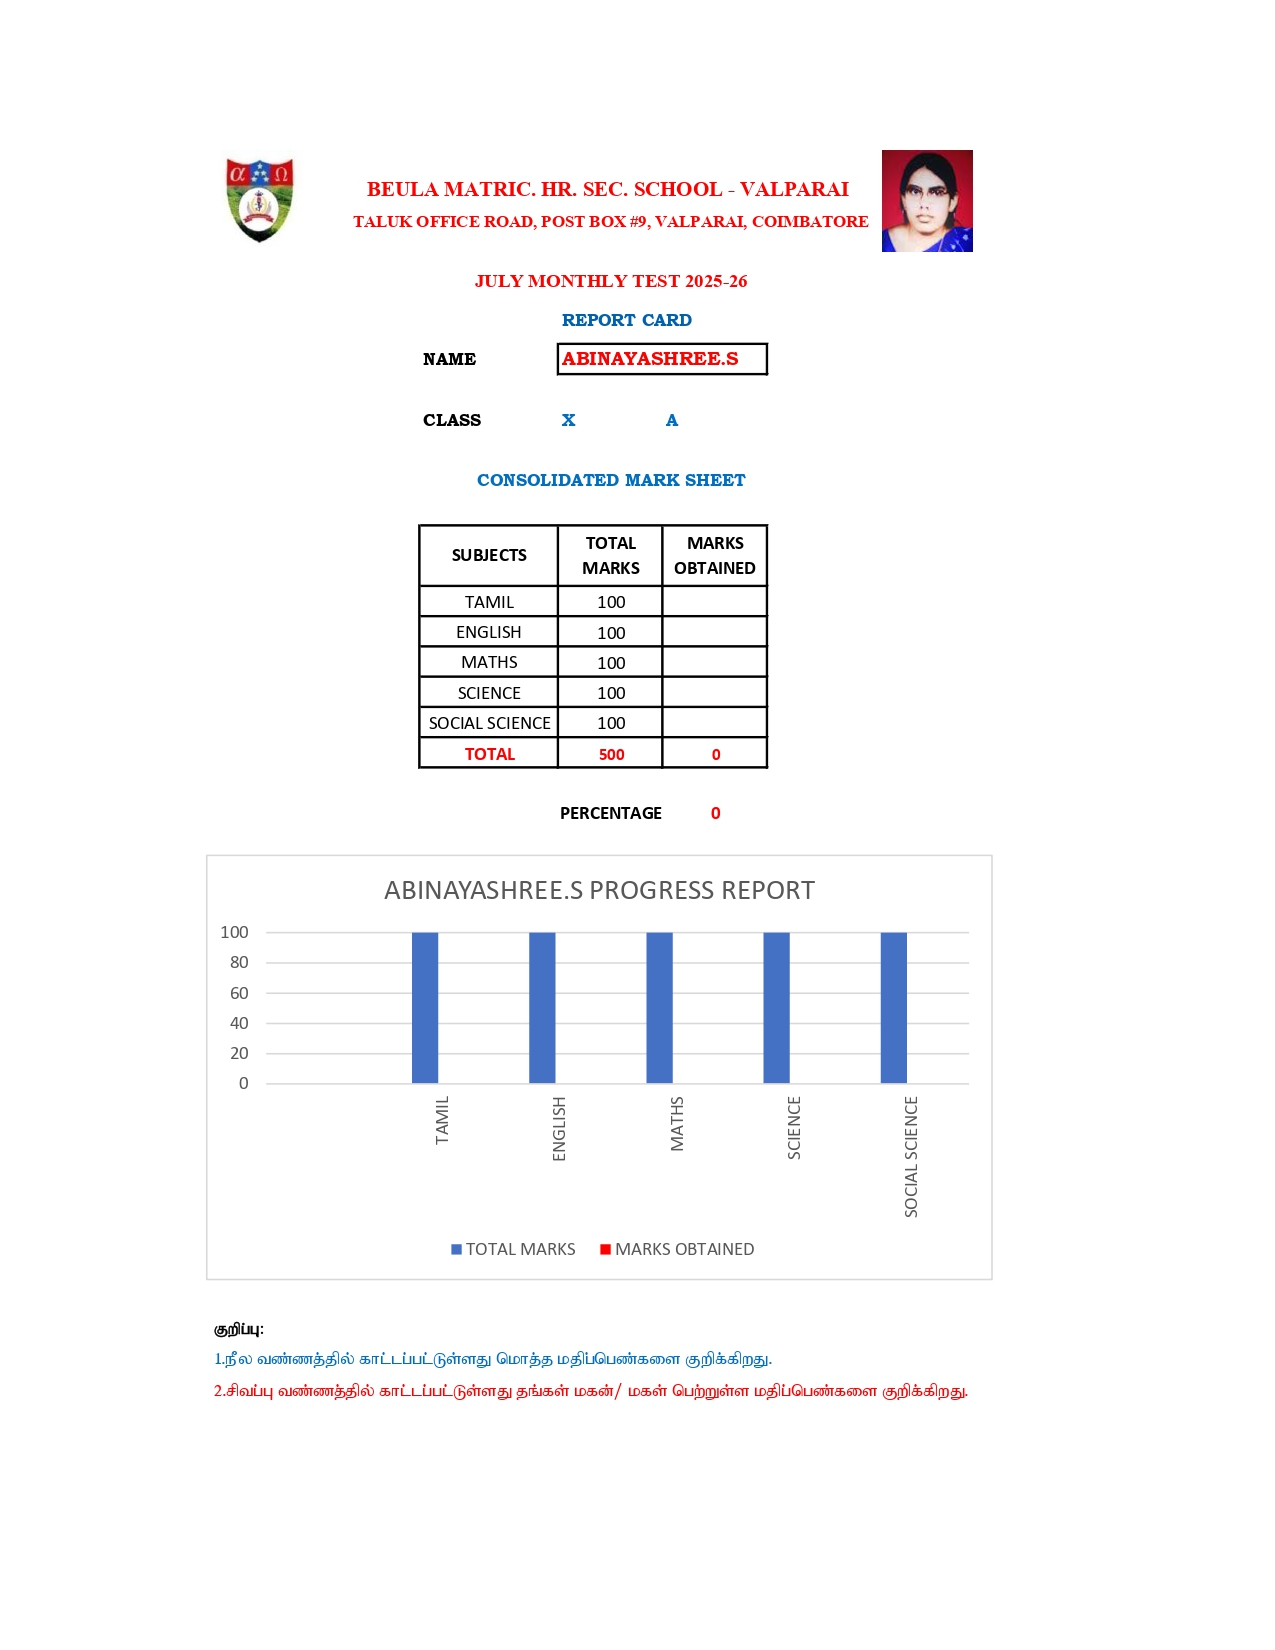 α Ω
BEULA MATRIC. HR. SEC. SCHOOL - VALPARAI
TALUK OFFICE ROAD, POST BOX #9, VALPARAI, COIMBATORE
JULY MONTHLY TEST 2025-26
REPORT CARD
NAME ABINAYASHREE.S
CLASS X A
CONSOLIDATED MARK SHEET
SUBJECTS TOTAL MARKS MARKS OBTAINED
TAMIL 100
ENGLISH 100
MATHS 100
SCIENCE 100
SOCIAL SCIENCE 100
TOTAL 500 0
PERCENTAGE 0
ABINAYASHREE.S PROGRESS REPORT
100
80
60
40
20
0
TAMIL ENGLISH MATHS SCIENCE SOCIAL SCIENCE
TOTAL MARKS MARKS OBTAINED
குறிப்பு:
1.நீல வண்ணத்தில் காட்டப்பட்டுள்ளது மொத்த மதிப்பெண்களை குறிக்கிறது.
2.சிவப்பு வண்ணத்தில் காட்டப்பட்டுள்ளது தங்கள் மகன்/ மகள் பெற்றுள்ள மதிப்பெண்களை குறிக்கிறது.